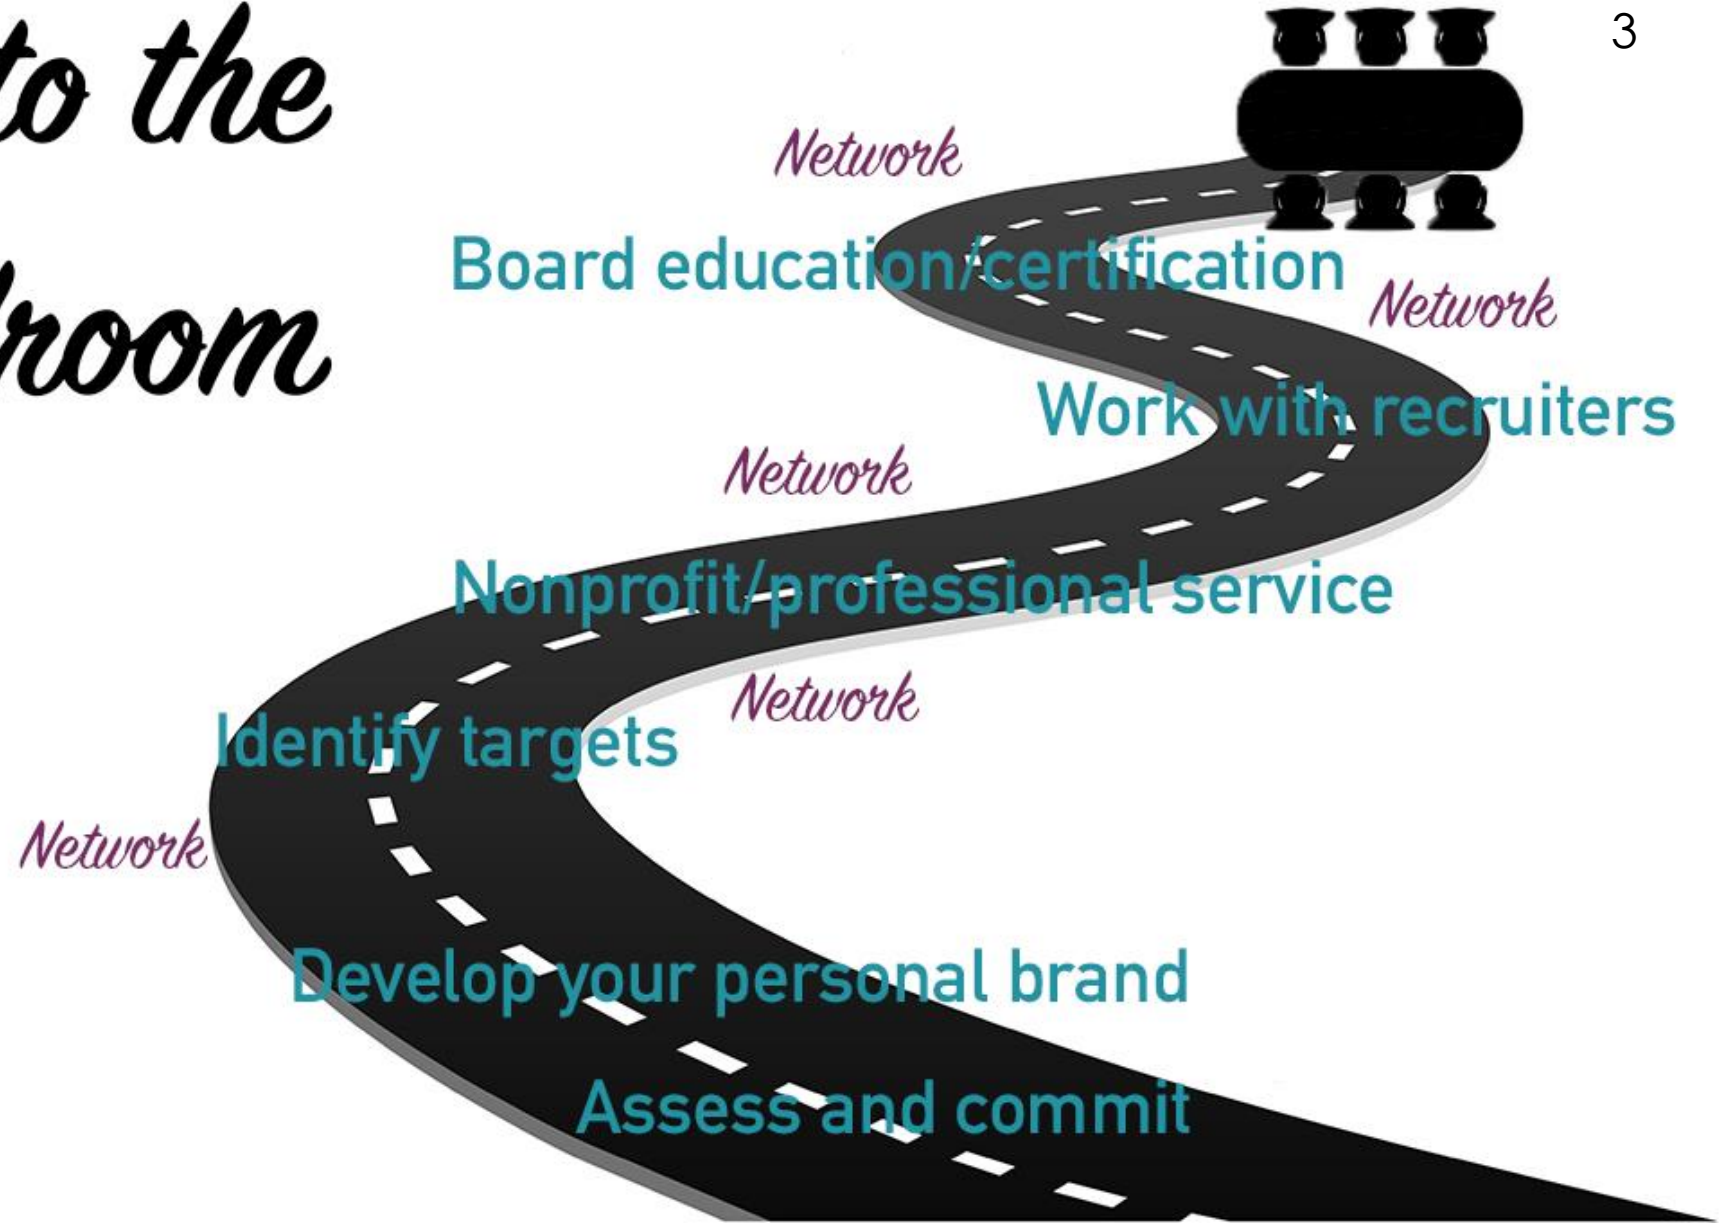 to the
3
Network
Board education/certification
Network
Work with recruiters
Network
Nonprofit/professional service
Network
Identify targets
Network
Develop your personal brand
Assess and commit